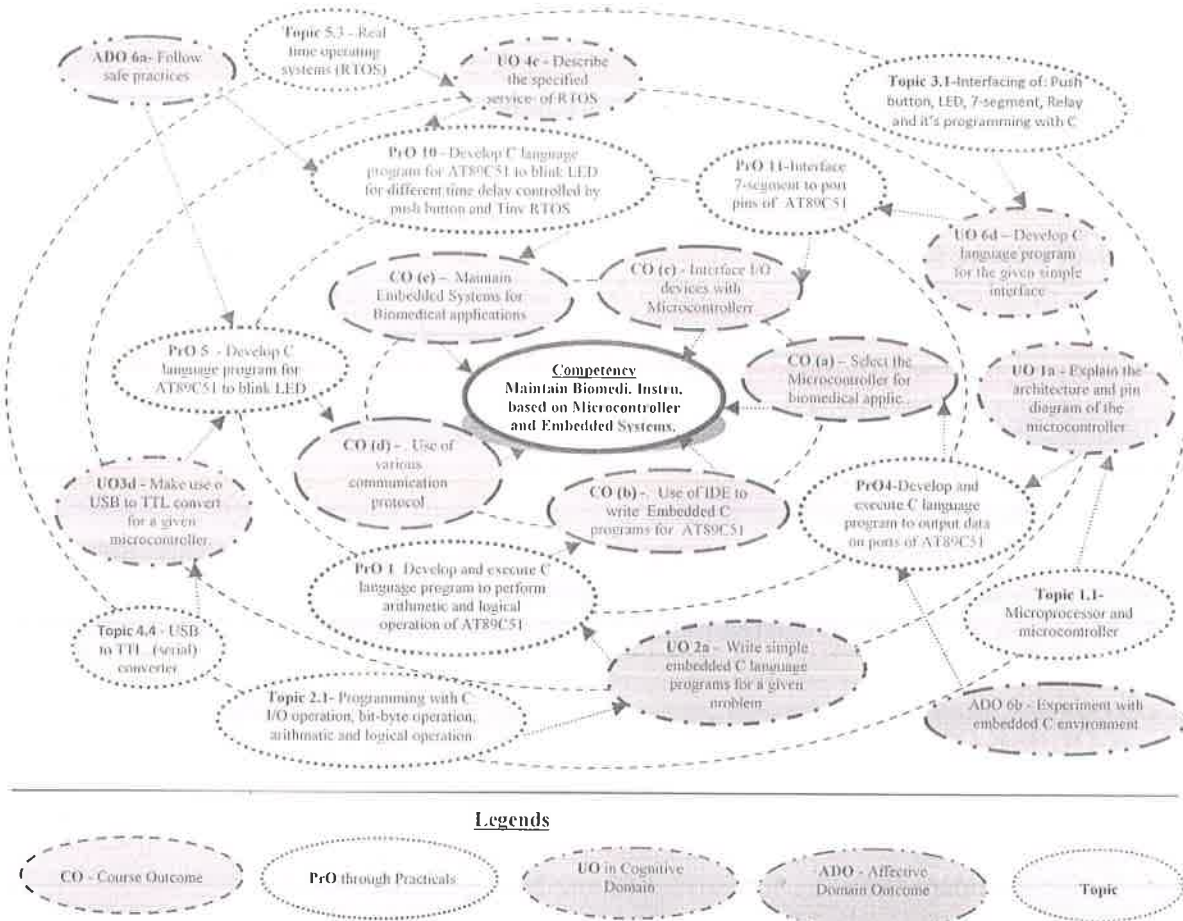 ADO 6a- Follow
safe practices
Topic 5.3 - Real
time operating
systems (RTOS)
UO 4c - Describe
the specified
service of RTOS
Topic 3.1-Interfacing of: Push
button, LED, 7-segment, Relay
and it's programming with C
PrO 10 - Develop C language
program for AT89C51 to blink LED
for different time delay controlled by
push button and Tiny RTOS
PrO 11-Interface
7-segment to port
pins of AT89C51
UO 6d – Develop C
language program
for the given simple
interface
CO (e) – Maintain
Embedded Systems for
Biomedical applications
CO (c) - Interface I/O
devices with
Microcontrollerr
PrO 5 - Develop C
language program for
AT89C51 to blink LED
Competency
Maintain Biomedi. Instru.
based on Microcontroller
and Embedded Systems.
CO (a) – Select the
Microcontroller for
biomedical applic..
UO 1a - Explain the
architecture and pin
diagram of the
microcontroller
CO (d) – . Use of
various
communication
protocol
UO3d - Make use o
USB to TTL convert
for a given
microcontroller.
CO (b) –. Use of IDE to
write Embedded C
programs for AT89C51
PrO4-Develop and
execute C language
program to output data
on ports of AT89C51
PrO 1 Develop and execute C
language program to perform
arithmetic and logical
operation of AT89C51
Topic 1.1-
Microprocessor and
microcontroller
Topic 4.4 - USB
to TTL (serial)
converter
UO 2a - Write simple
embedded C language
programs for a given
problem
Topic 2.1- Programming with C
I/O operation, bit-byte operation,
arithmatic and logical operation
ADO 6b - Experiment with
embedded C environment
Legends
CO - Course Outcome
PrO through Practicals
UO in Cognitive
Domain
ADO - Affective
Domain Outcome
Topic